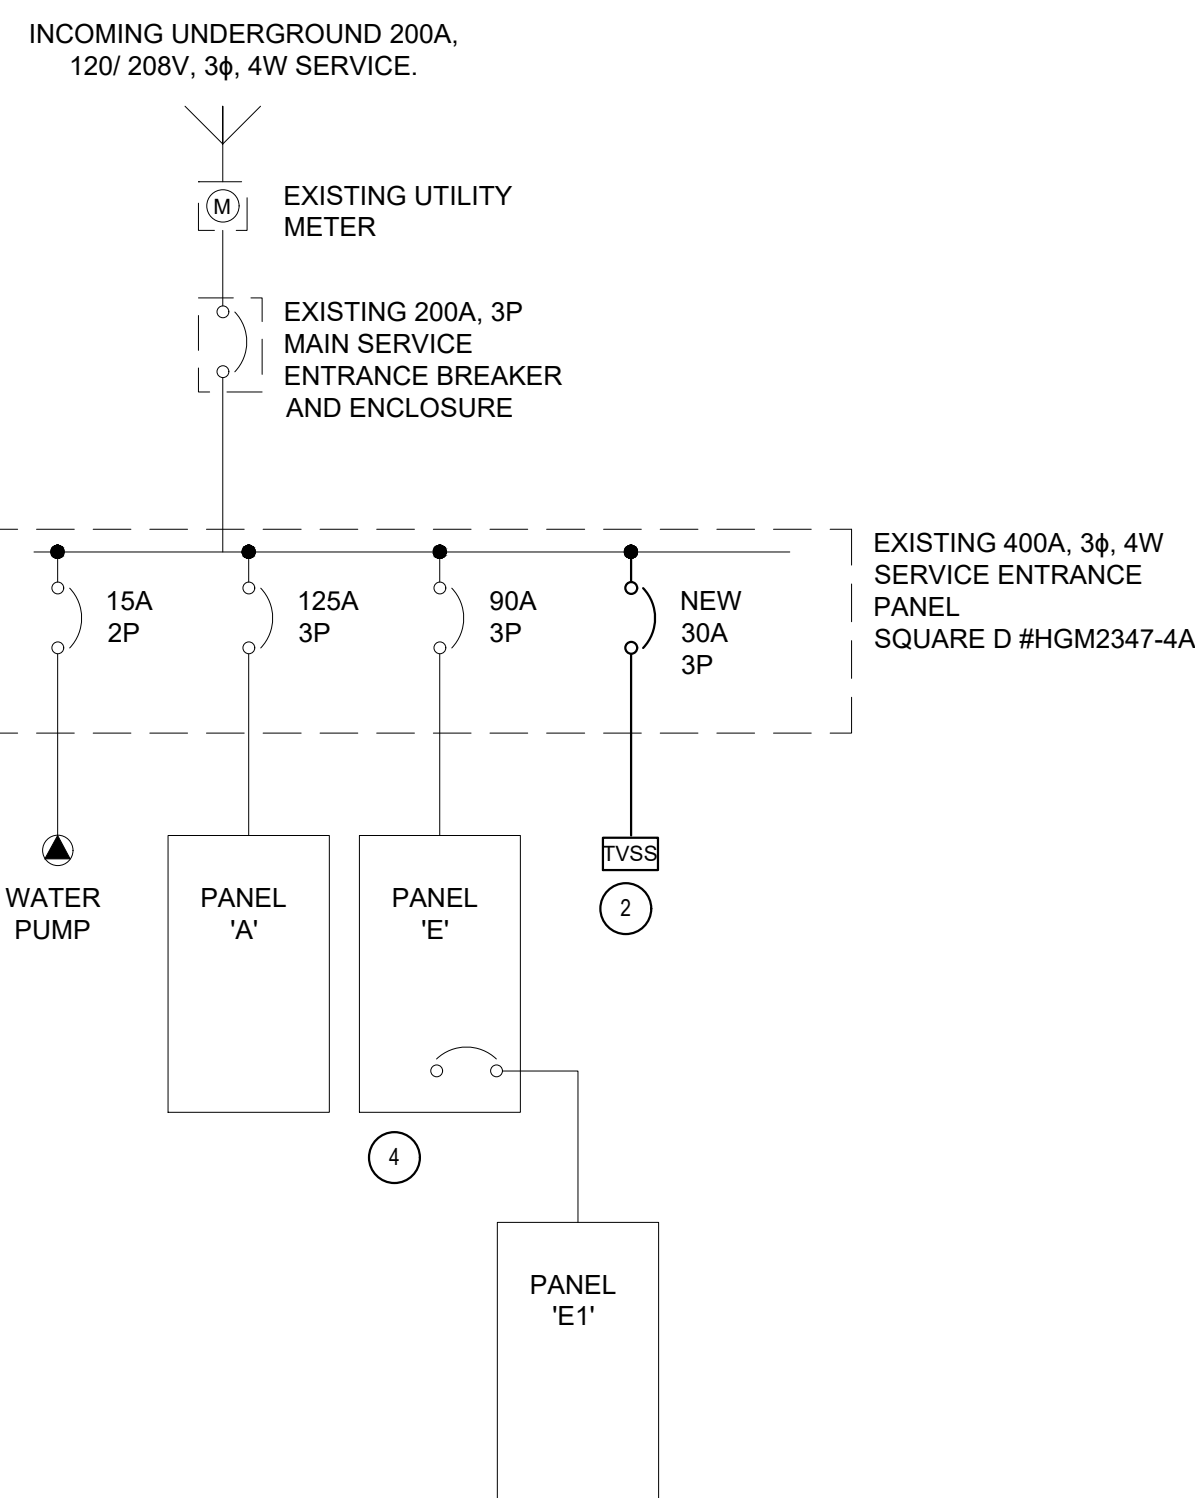 INCOMING UNDERGROUND 200A,
120/ 208V, 3ϕ, 4W SERVICE.
M
EXISTING UTILITY
METER
EXISTING 200A, 3P
MAIN SERVICE
ENTRANCE BREAKER
AND ENCLOSURE
EXISTING 400A, 3ϕ, 4W
SERVICE ENTRANCE
PANEL
SQUARE D #HGM2347-4A
15A
2P
125A
3P
90A
3P
NEW
30A
3P
WATER
PUMP
PANEL
'A'
PANEL
'E'
TVSS
2
4
PANEL
'E1'